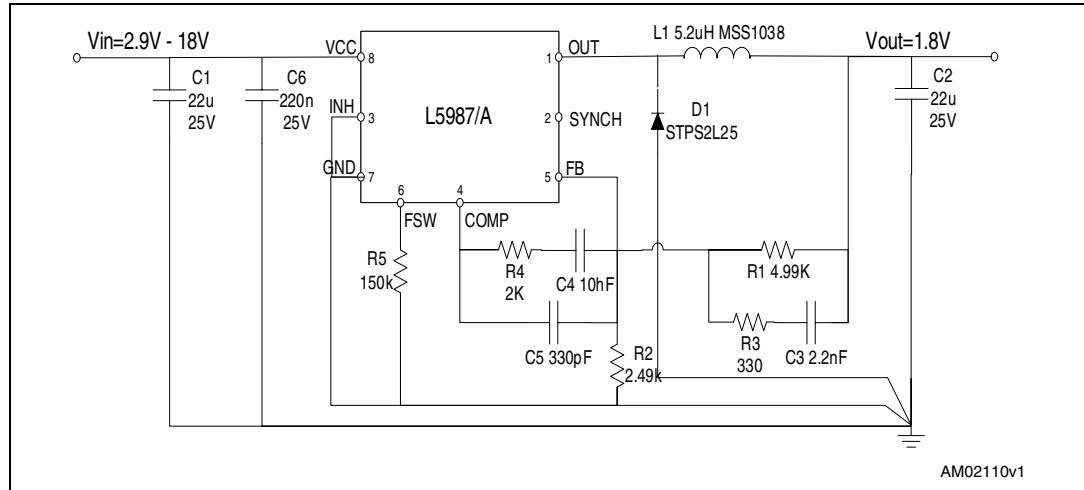 Vin=2.9V - 18V
C1
22u
25V
C6
220n
25V
VCC
8
INH
3
GND
7
L5987/A
1
OUT
2
SYNCH
5
FB
6
FSW
4
COMP
L1 5.2uH MSS1038
Vout=1.8V
C2
22u
25V
D1
STPS2L25
R5
150k
R4
2K
C4 10hF
C5 330pF
R2
2.49k
R1 4.99K
R3
330
C3 2.2nF
AM02110v1